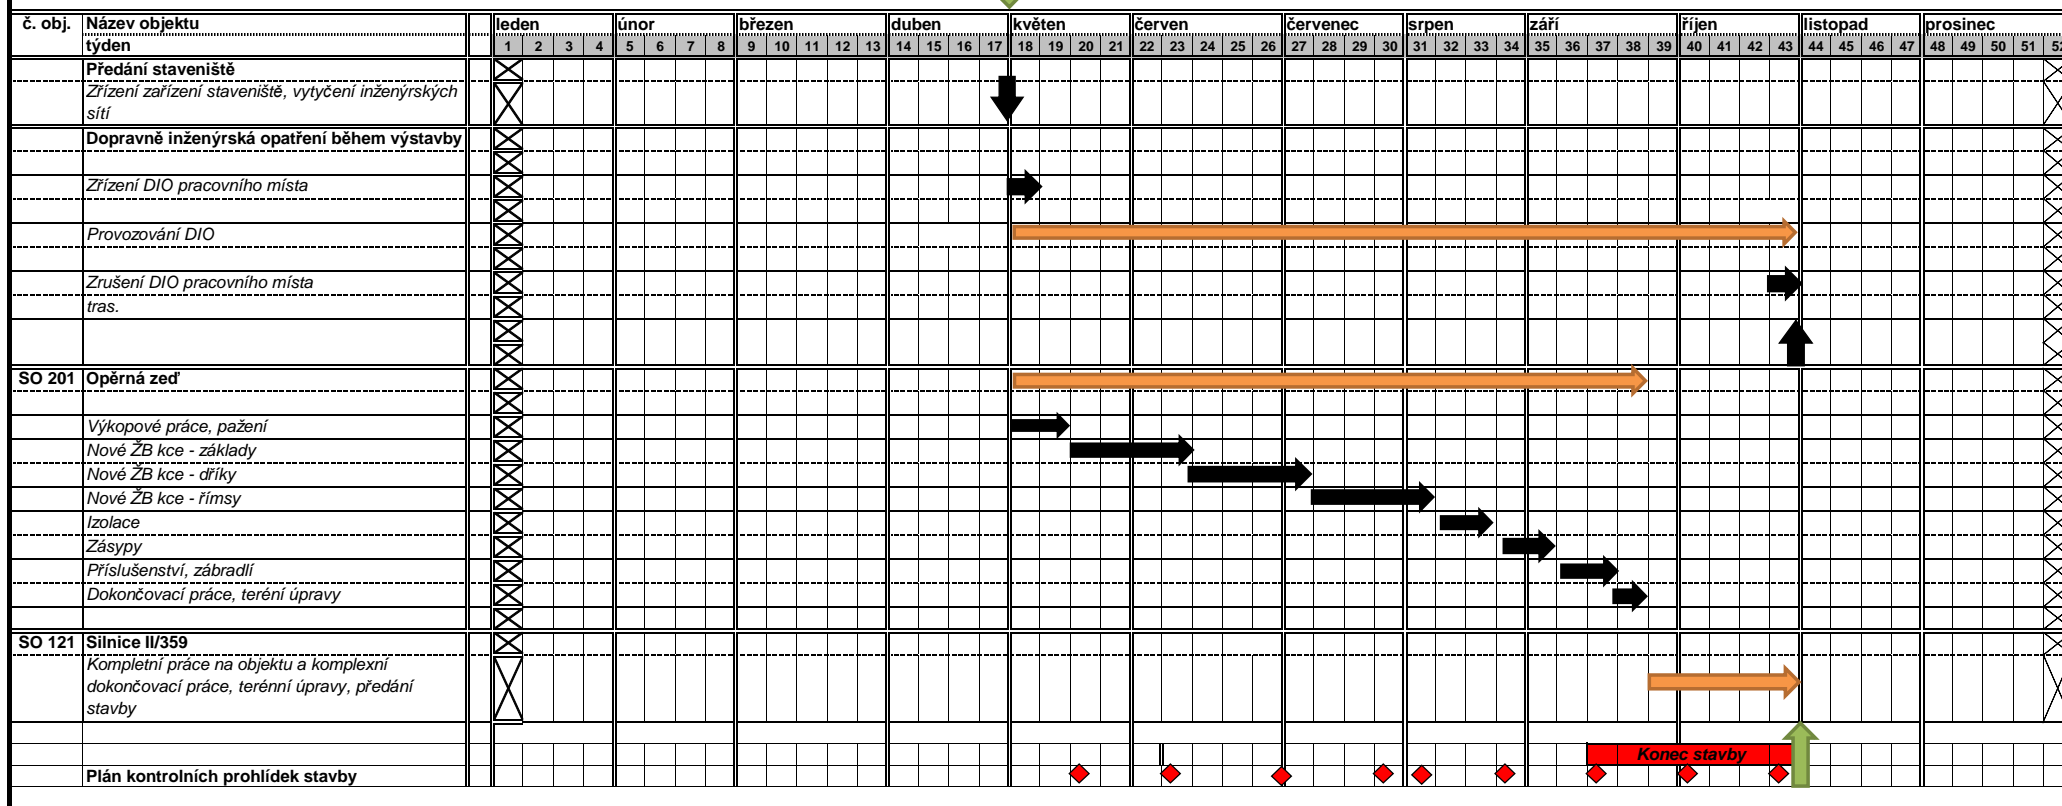 č. obj. Název objektu leden únor březen duben květen červen červenec srpen září říjen listopad prosinec
týden 1 2 3 4 5 6 7 8 9 10 11 12 13 14 15 16 17 18 19 20 21 22 23 24 25 26 27 28 29 30 31 32 33 34 35 36 37 38 39 40 41 42 43 44 45 46 47 48 49 50 51 52
Předání staveniště
Zřízení zařízení staveniště, vytyčení inženýrských
sítí
Dopravně inženýrská opatření během výstavby
Zřízení DIO pracovního místa
Provozování DIO
Zrušení DIO pracovního místa
tras.
SO 201 Opěrná zeď
Výkopové práce, pažení
Nové ŽB kce - základy
Nové ŽB kce - dříky
Nové ŽB kce - římsy
Izolace
Zásypy
Příslušenství, zábradlí
Dokončovací práce, teréní úpravy
SO 121 Silnice II/359
Kompletní práce na objektu a komplexní
dokončovací práce, terénní úpravy, předání
stavby
Konec stavby
Plán kontrolních prohlídek stavby